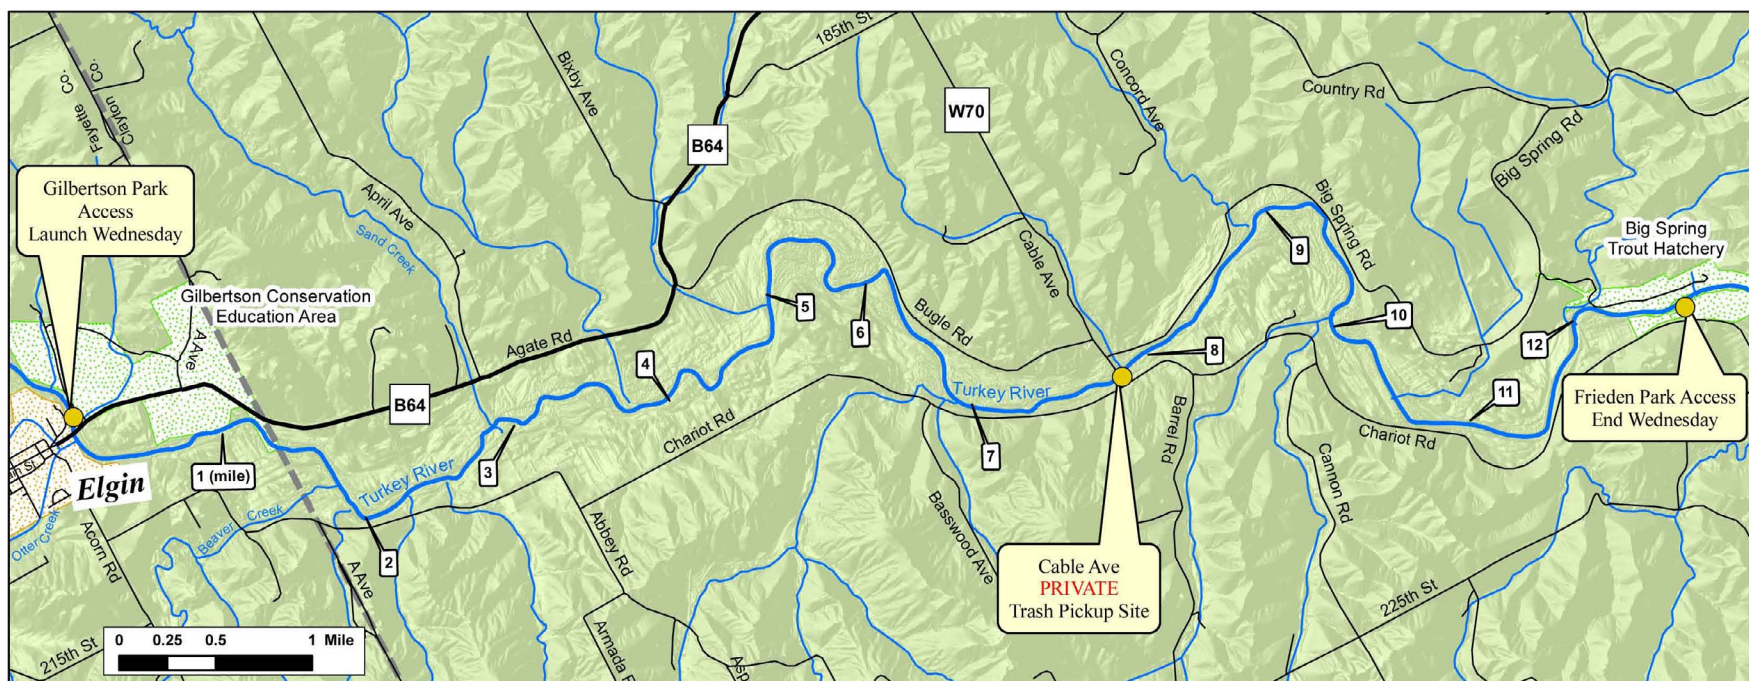 Fayette Co.
Clayton Co.
Bixby Ave
185th St
B64
W70
Concord Ave
Country Rd
Big Spring Rd
Gilbertson Park
Access
Launch Wednesday
April Ave
Sand Creek
Gilbertson Conservation
Education Area
A Ave
Agate Rd
B64
Cable Ave
Bugle Rd
Big Spring Rd
Big Spring
Trout Hatchery
Frieden Park Access
End Wednesday
Elgin
Otter Creek
1 (mile)
2
3
4
5
6
7
8
9
10
11
12
Turkey River
Turkey River
Beaver Creek
Acorn Rd
A Ave
Abbey Rd
Chariot Rd
Basswood Ave
Barrel Rd
Cannon Rd
Chariot Rd
Cable Ave
PRIVATE
Trash Pickup Site
225th St
215th St
Armada
0 0.25 0.5 1 Mile